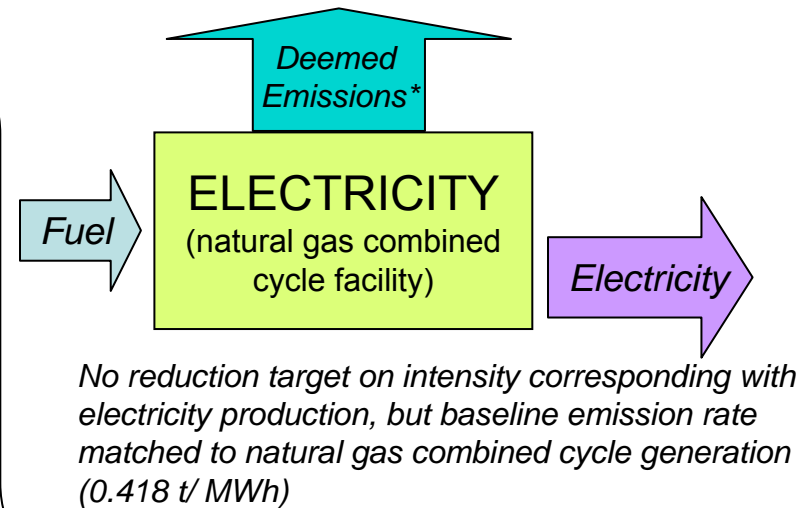 Deemed
Emissions*
ELECTRICITY
(natural gas combined
cycle facility)
Fuel
Electricity
No reduction target on intensity corresponding with
electricity production, but baseline emission rate
matched to natural gas combined cycle generation
(0.418 t/ MWh)